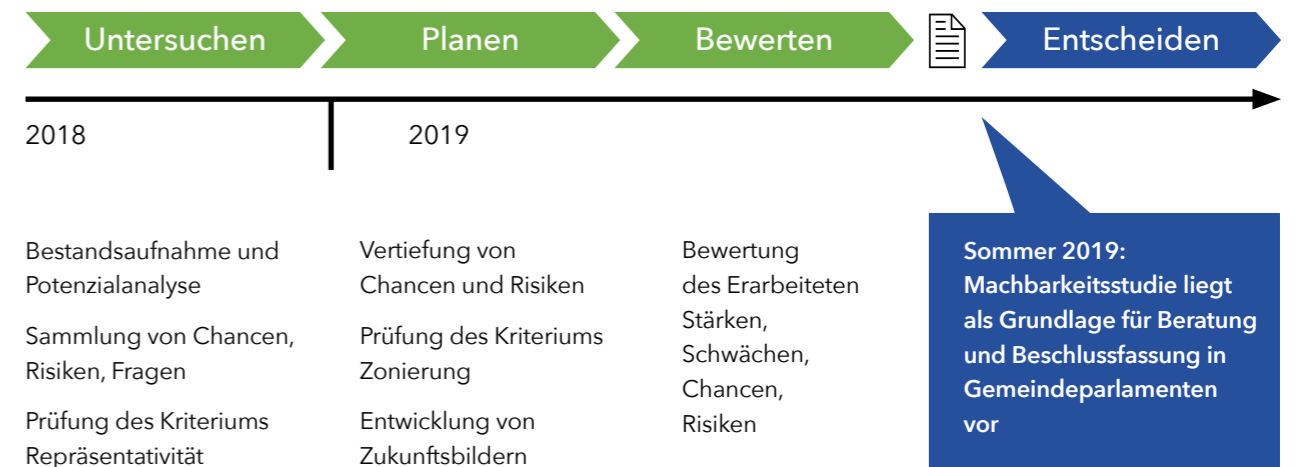 Untersuchen
Planen
Bewerten
Entscheiden
2018
2019
Bestandsaufnahme und
Potenzialanalyse
Sammlung von Chancen,
Risiken, Fragen
Prüfung des Kriteriums
Repräsentativität
Vertiefung von
Chancen und Risiken
Prüfung des Kriteriums
Zonierung
Entwicklung von
Zukunftsbildern
Bewertung
des Erarbeiteten
Stärken,
Schwächen,
Chancen,
Risiken
Sommer 2019:
Machbarkeitsstudie liegt
als Grundlage für Beratung
und Beschlussfassung in
Gemeindeparlamenten
vor